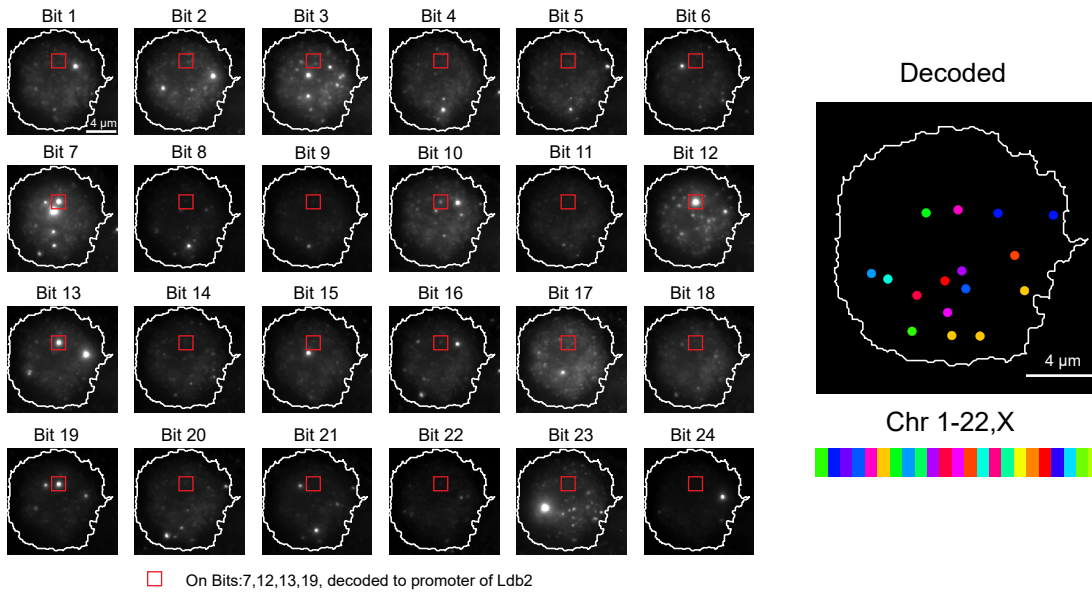 Bit 1 Bit 2 Bit 3 Bit 4 Bit 5 Bit 6
4 µm
Bit 7 Bit 8 Bit 9 Bit 10 Bit 11 Bit 12
Bit 13 Bit 14 Bit 15 Bit 16 Bit 17 Bit 18
Bit 19 Bit 20 Bit 21 Bit 22 Bit 23 Bit 24
On Bits:7,12,13,19, decoded to promoter of Ldb2
Decoded
4 µm
Chr 1-22,X